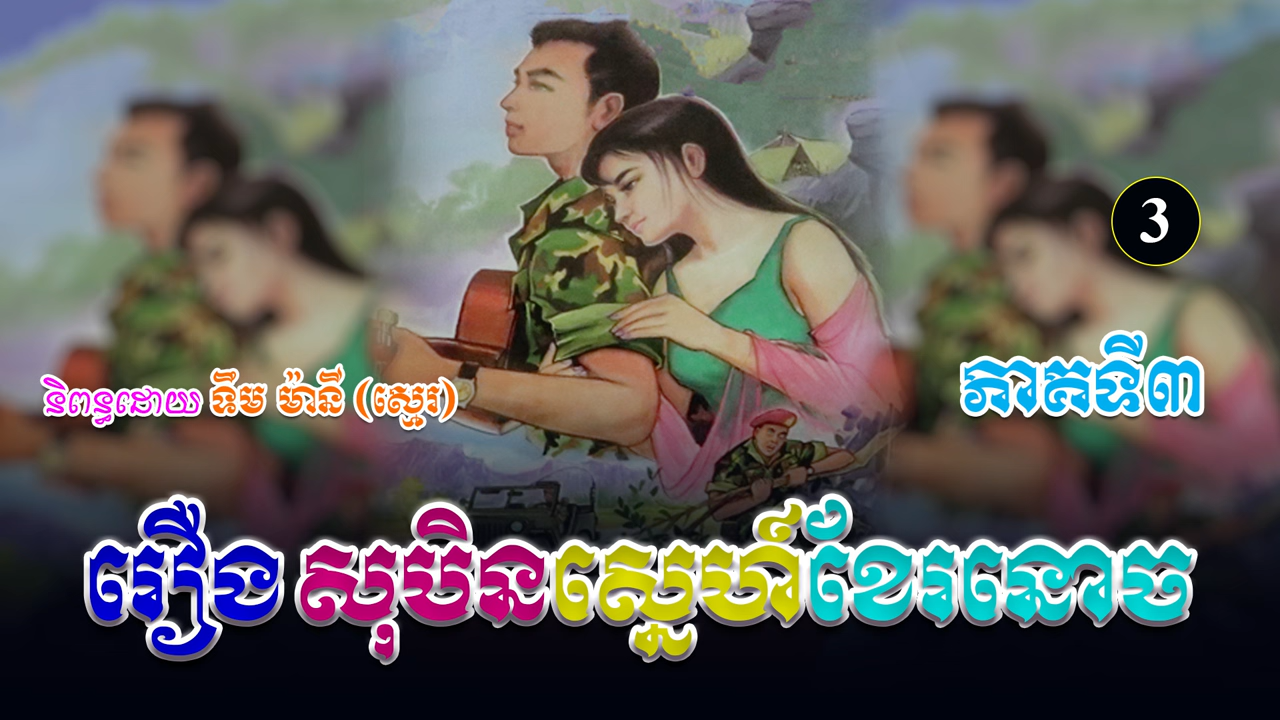 3
ភាគទី៣
និពន្ធដោយ ទឹម ម៉ានី (ស្មេរ)
រឿង សុបិនស្នេហ៍ខែរនោច